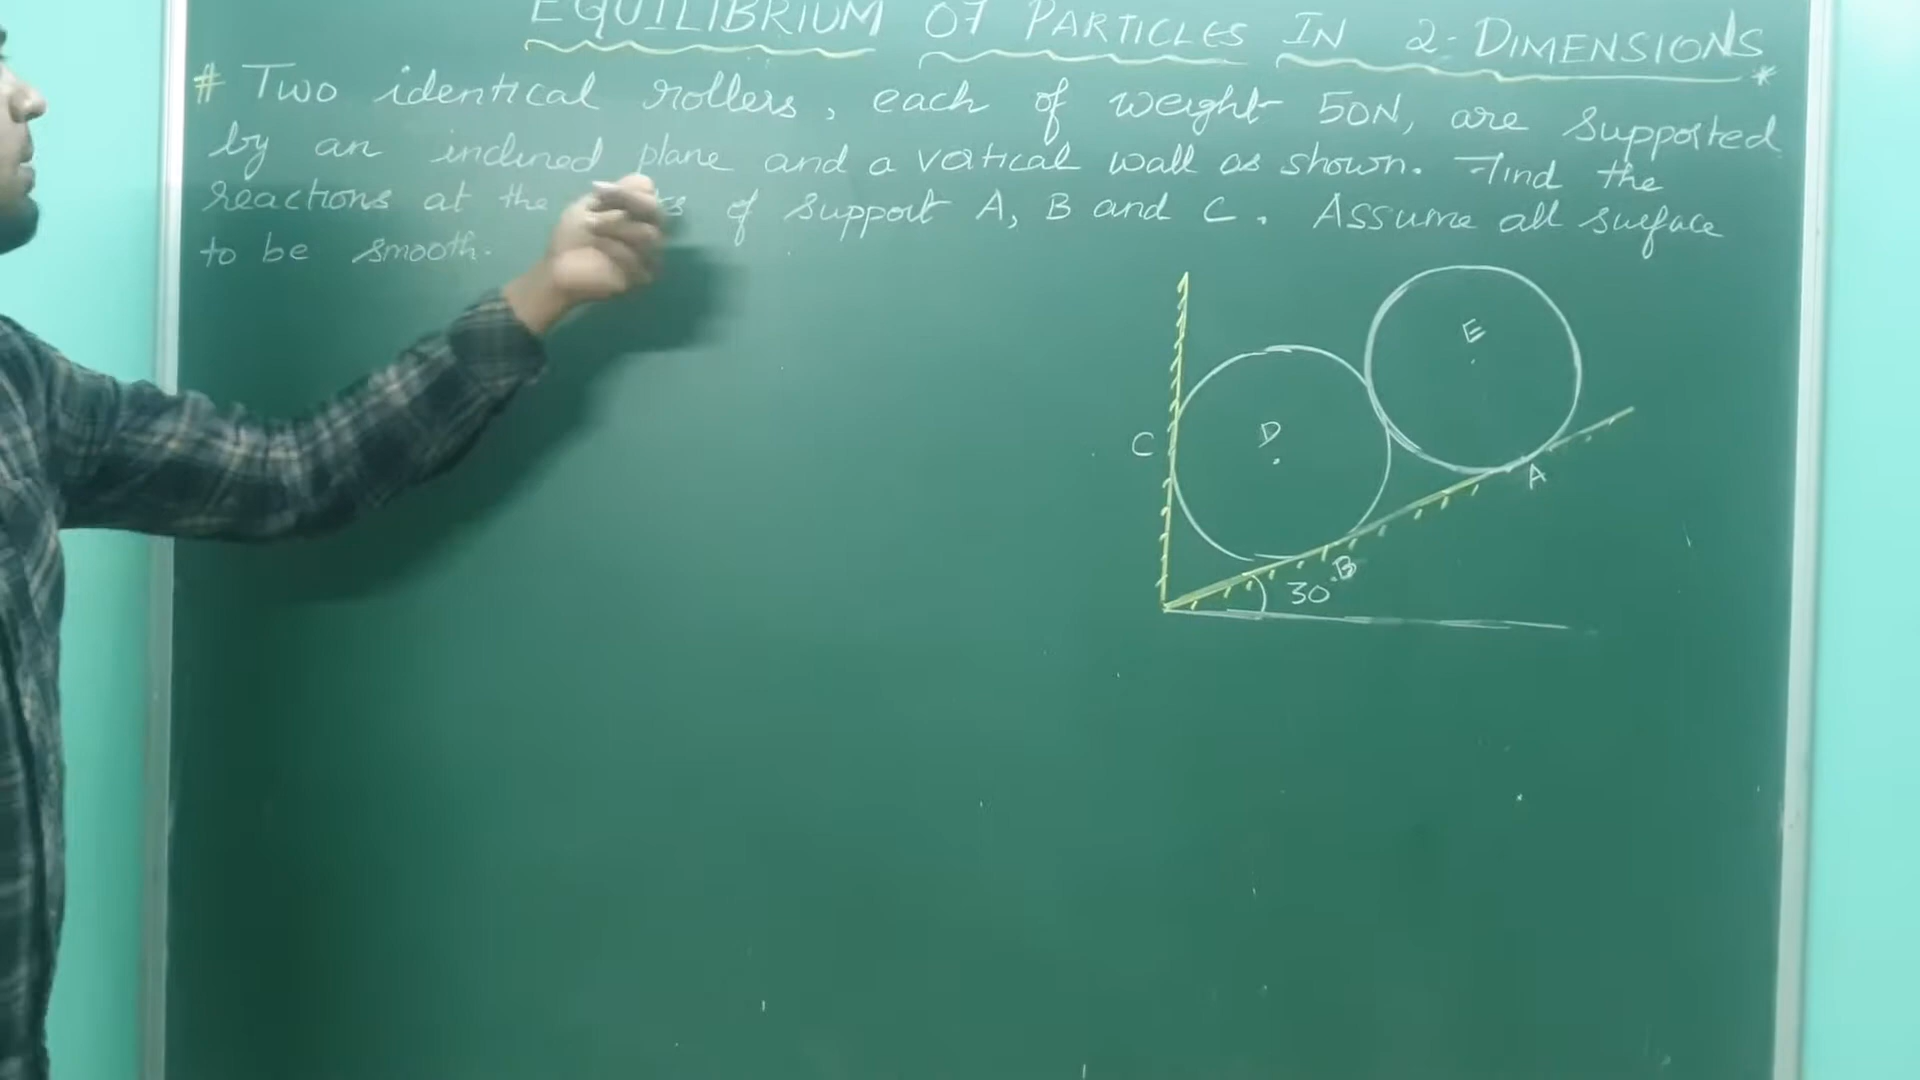 EQUILIBRIUM OF PARTICLES IN 2-DIMENSIONS
# Two identical rollers, each of weight 50N, are supported
by an inclined plane and a vertical wall as shown. Find the
reactions at the of support A, B and C. Assume all surface
to be smooth.
E
D
C
A
B
30°